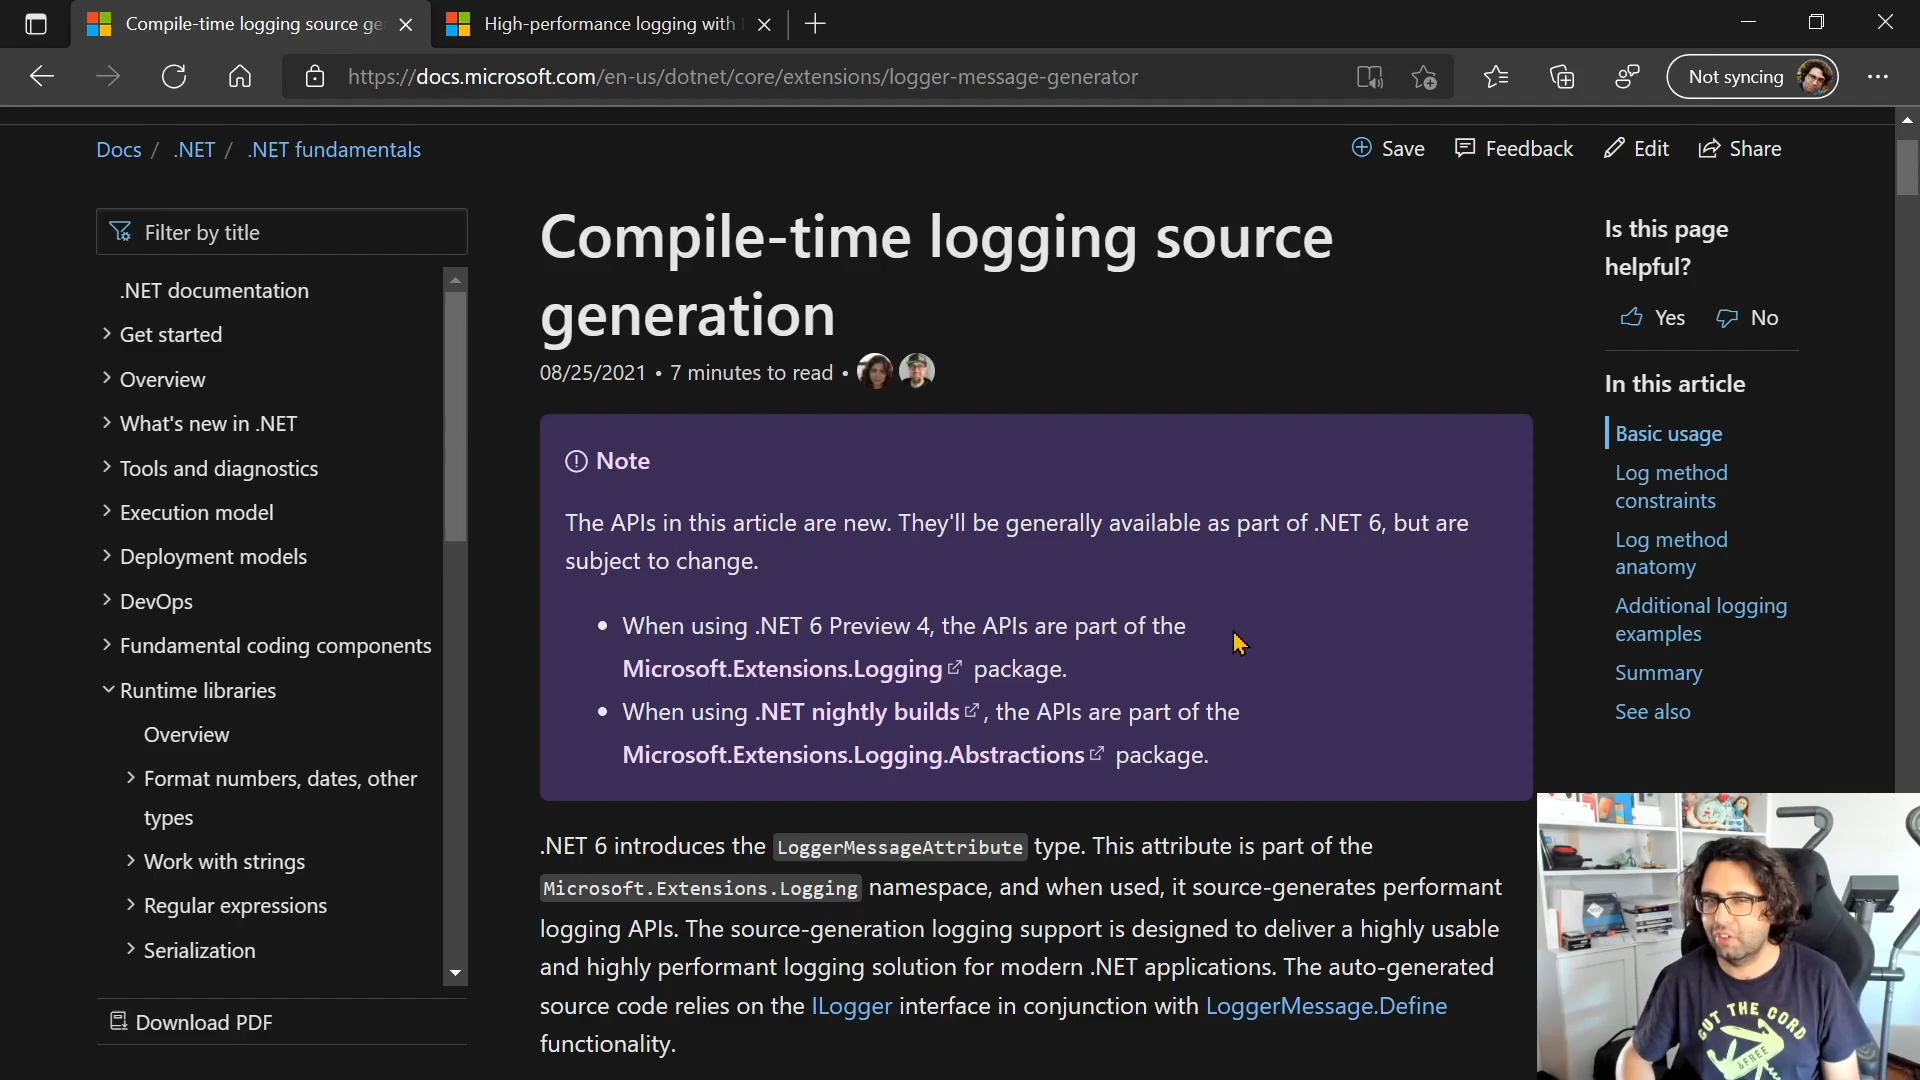 Compile-time logging source ge
High-performance logging with
https://docs.microsoft.com/en-us/dotnet/core/extensions/logger-message-generator
Not syncing
Docs / .NET / .NET fundamentals
Save
Feedback
Edit
Share
Filter by title
.NET documentation
Get started
Overview
What's new in .NET
Tools and diagnostics
Execution model
Deployment models
DevOps
Fundamental coding components
Runtime libraries
Overview
Format numbers, dates, other
types
Work with strings
Regular expressions
Serialization
Download PDF
Compile-time logging source
generation
08/25/2021 • 7 minutes to read •
Note
The APIs in this article are new. They'll be generally available as part of .NET 6, but are
subject to change.
• When using .NET 6 Preview 4, the APIs are part of the
Microsoft.Extensions.Logging package.
• When using .NET nightly builds, the APIs are part of the
Microsoft.Extensions.Logging.Abstractions package.
.NET 6 introduces the LoggerMessageAttribute type. This attribute is part of the
Microsoft.Extensions.Logging namespace, and when used, it source-generates performant
logging APIs. The source-generation logging support is designed to deliver a highly usable
and highly performant logging solution for modern .NET applications. The auto-generated
source code relies on the ILogger interface in conjunction with LoggerMessage.Define
functionality.
Is this page
helpful?
Yes
No
In this article
Basic usage
Log method
constraints
Log method
anatomy
Additional logging
examples
Summary
See also
CUT THE CORD
&FREE